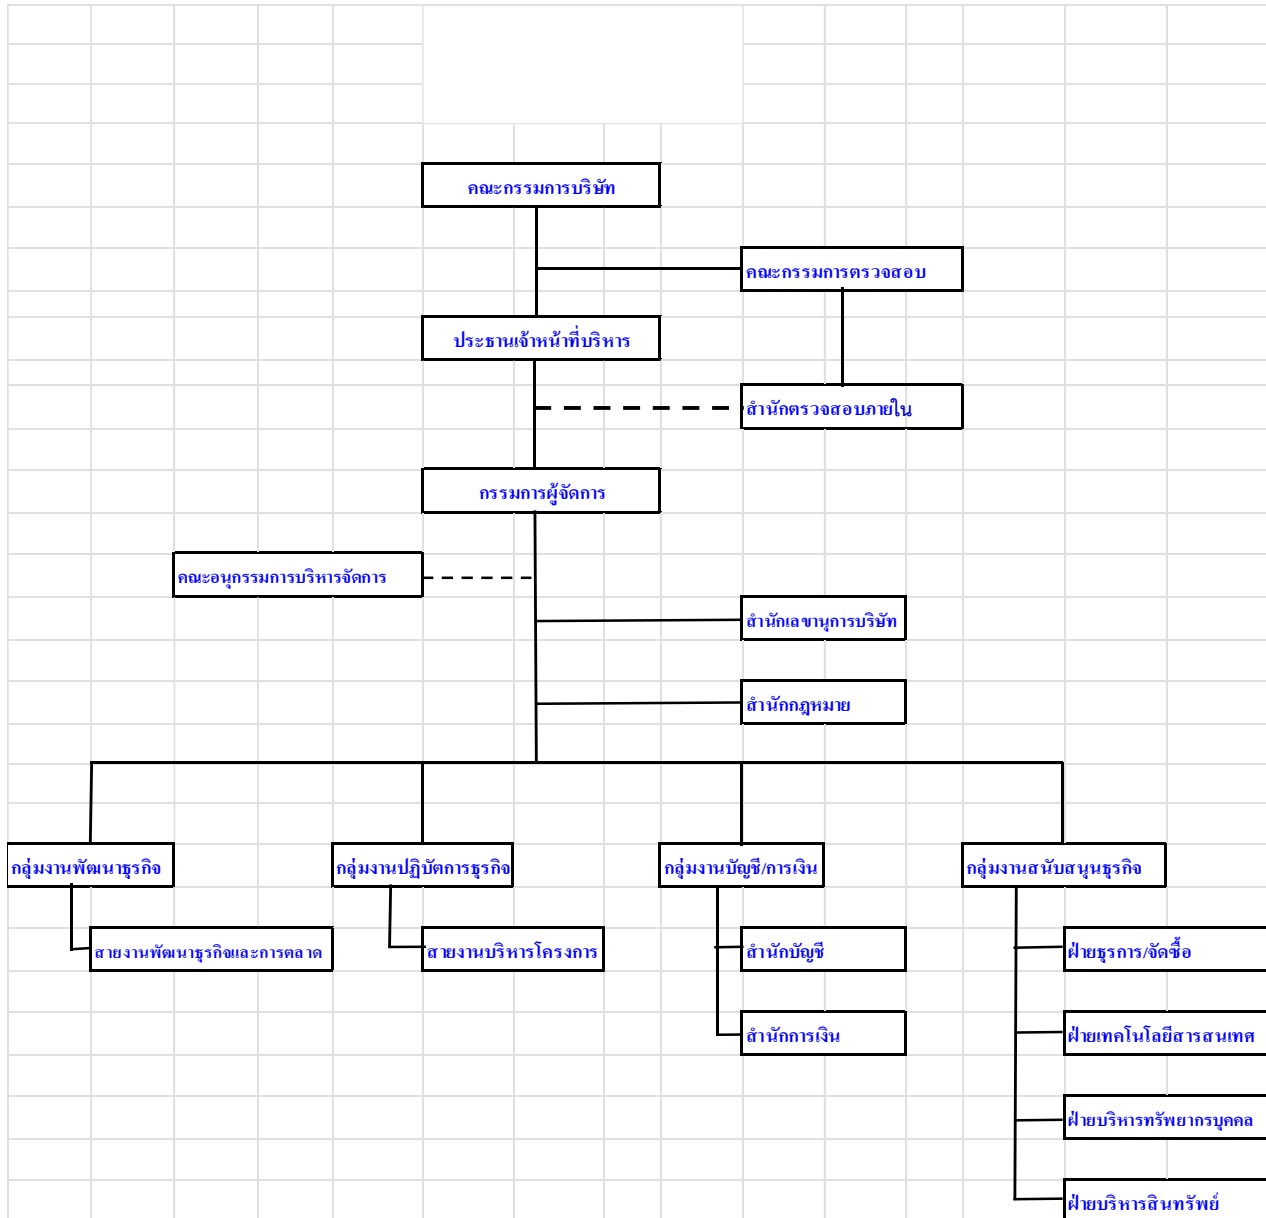 คณะกรรมการบริษัท
คณะกรรมการตรวจสอบ
ประธานเจ้าหน้าที่บริหาร
สำนักตรวจสอบภายใน
กรรมการผู้จัดการ
คณะอนุกรรมการบริหารจัดการ
สำนักเลขานุการบริษัท
สำนักกฎหมาย
กลุ่มงานพัฒนาธุรกิจ
กลุ่มงานปฏิบัตการธุรกิจ
กลุ่มงานบัญชี/การเงิน
กลุ่มงานสนับสนุนธุรกิจ
สายงานพัฒนาธุรกิจและการตลาด
สายงานบริหารโครงการ
สำนักบัญชี
ฝ่ายธุรการ/จัดซื้อ
สำนักการเงิน
ฝ่ายเทคโนโลยีสารสนเทศ
ฝ่ายบริหารทรัพยากรบุคคล
ฝ่ายบริหารสินทรัพย์